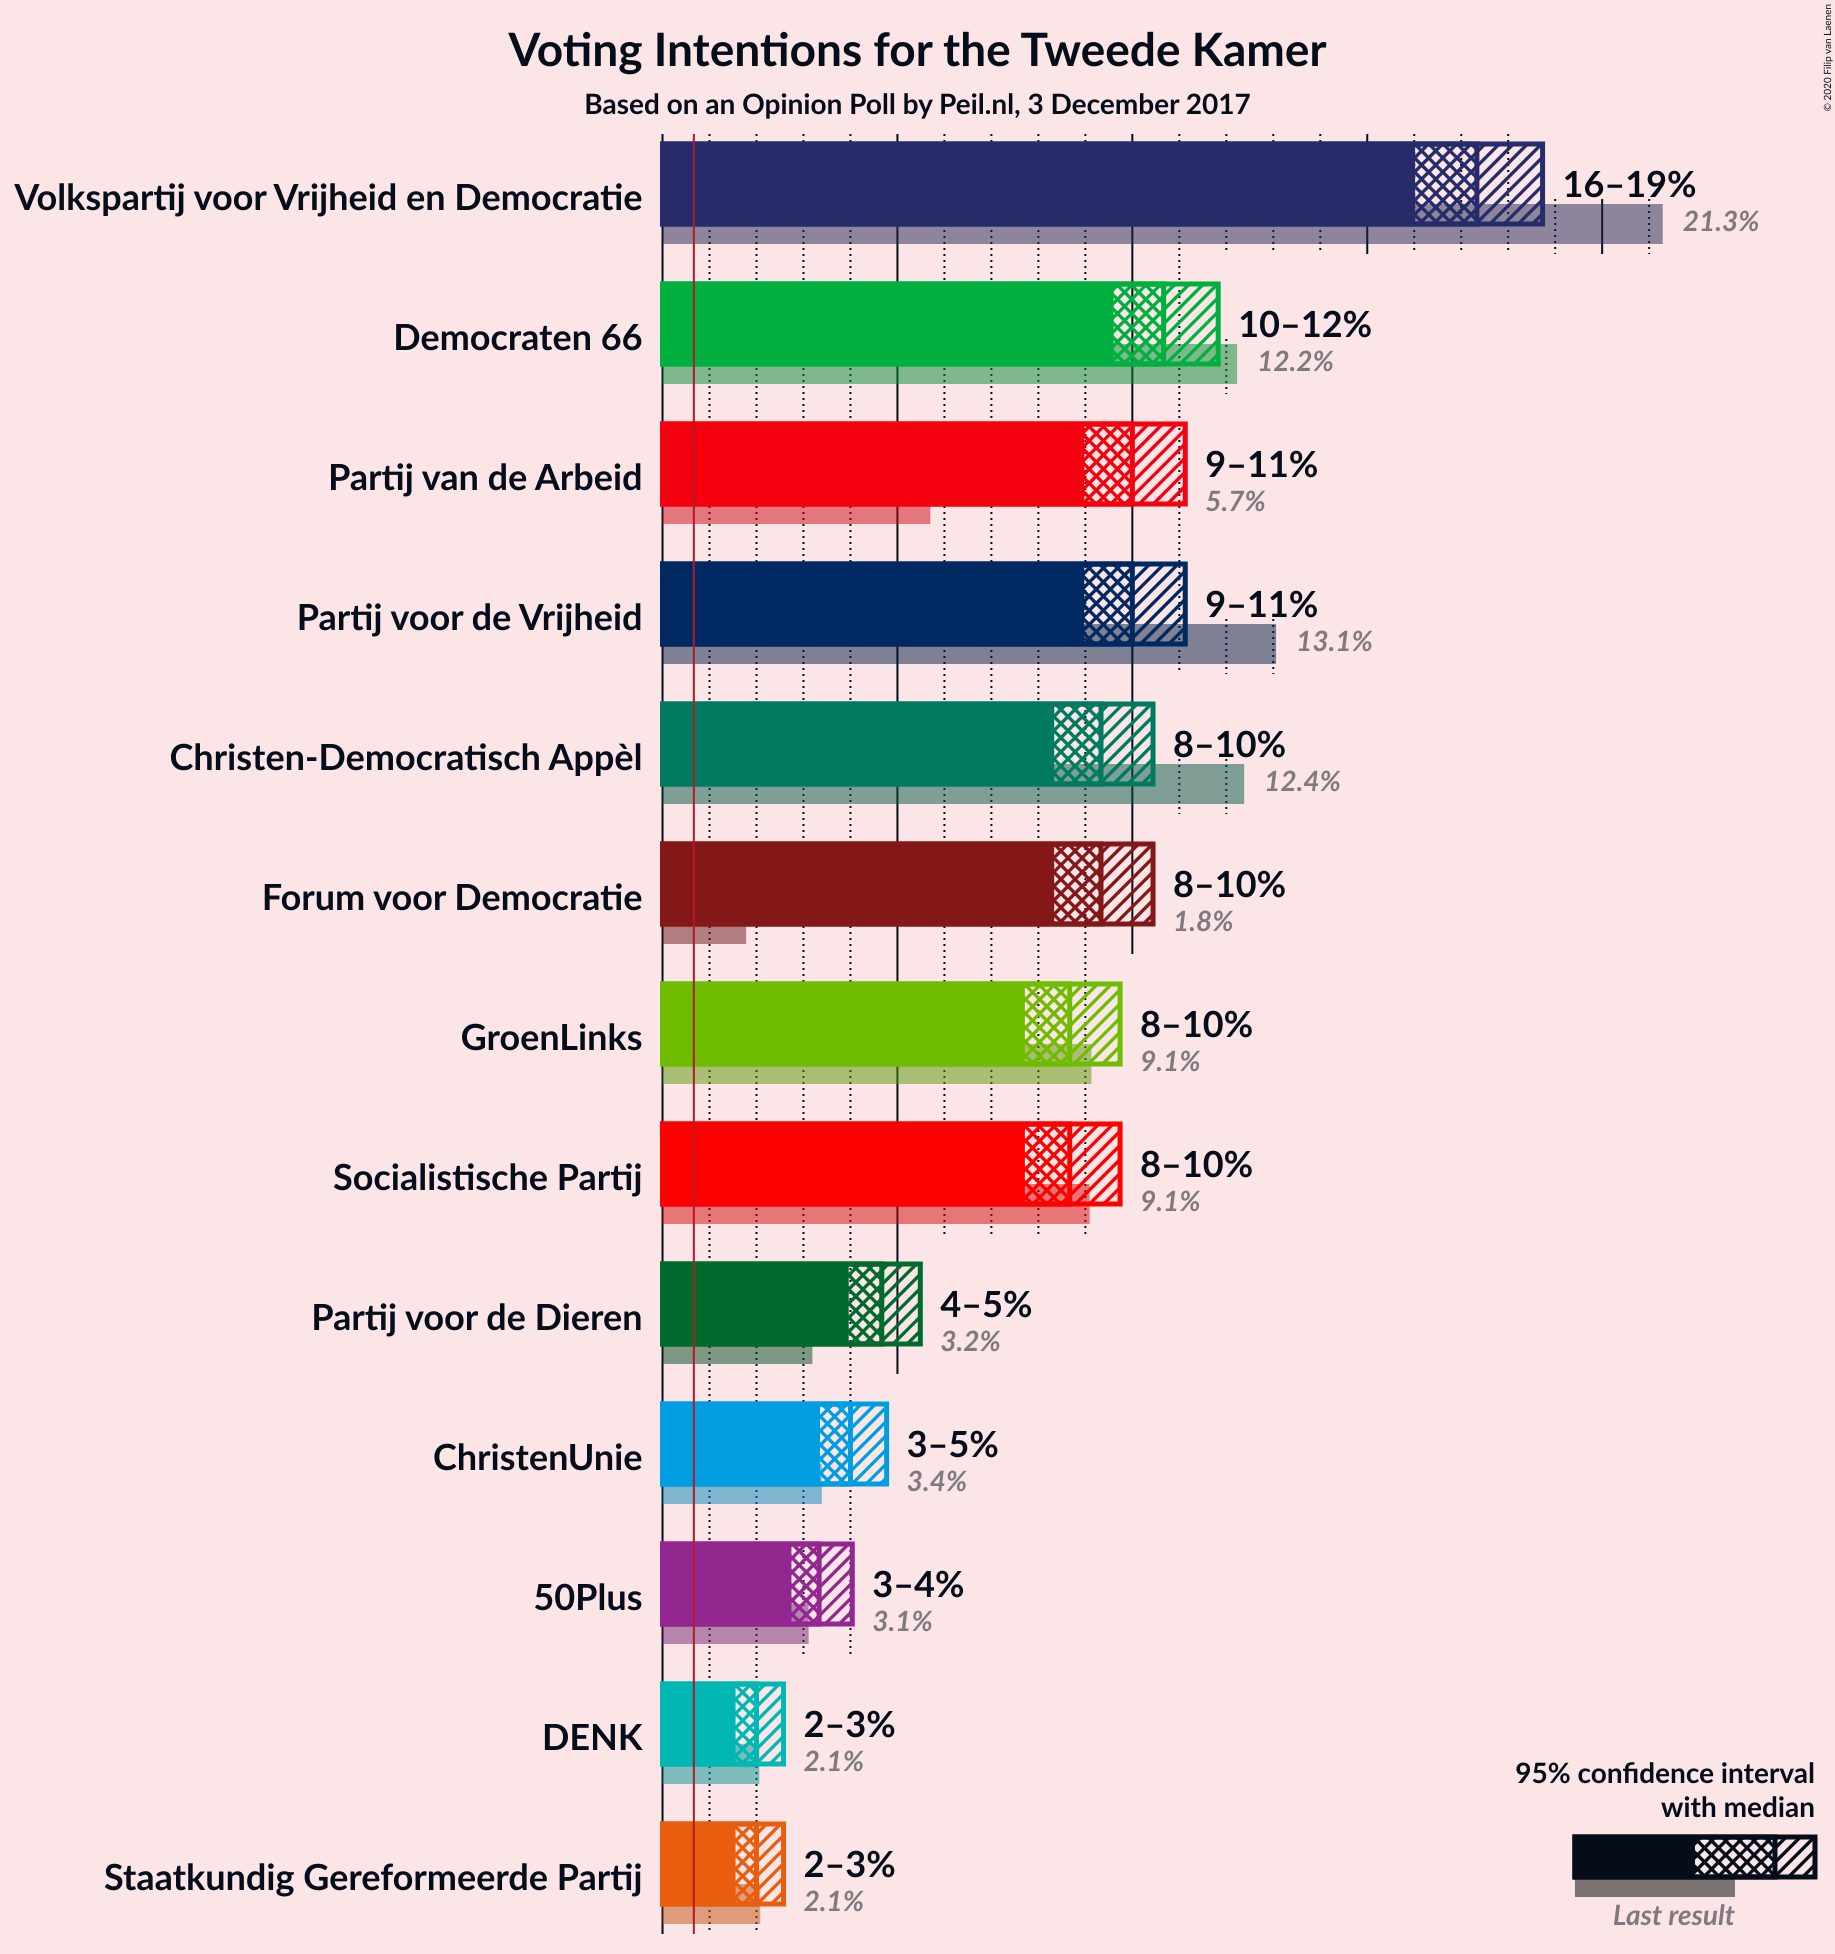 Voting Intentions for the Tweede Kamer
Based on an Opinion Poll by Peil.nl, 3 December 2017
© 2020 Filip van Laenen
Volkspartij voor Vrijheid en Democratie
16–19%
21.3%
Democraten 66
10–12%
12.2%
Partij van de Arbeid
9–11%
5.7%
Partij voor de Vrijheid
9–11%
13.1%
Christen-Democratisch Appèl
8–10%
12.4%
Forum voor Democratie
8–10%
1.8%
GroenLinks
8–10%
9.1%
Socialistische Partij
8–10%
9.1%
Partij voor de Dieren
4–5%
3.2%
ChristenUnie
3–5%
3.4%
50Plus
3–4%
3.1%
DENK
2–3%
2.1%
Staatkundig Gereformeerde Partij
2–3%
2.1%
95% confidence interval
with median
Last result